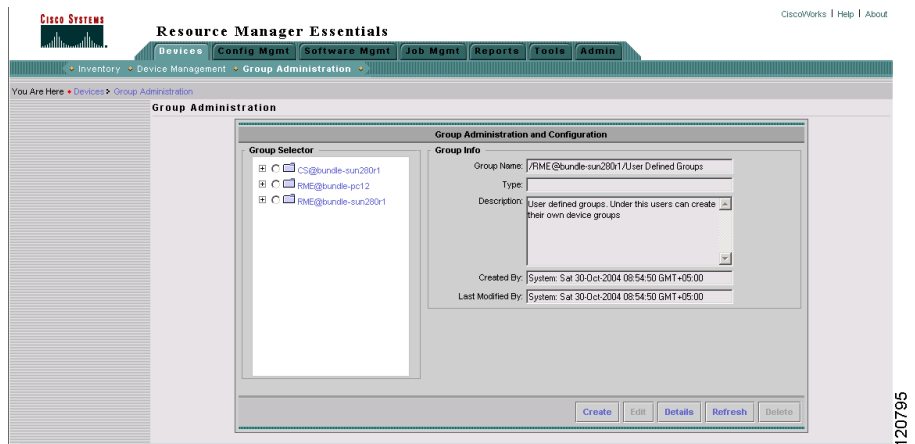 CISCO SYSTEMS
CiscoWorks | Help | About
Resource Manager Essentials
Devices Config Mgmt Software Mgmt Job Mgmt Reports Tools Admin
Inventory Device Management Group Administration
You Are Here Devices > Group Administration
Group Administration
Group Administration and Configuration
Group Selector
CS@bundle-sun280r1
RME@bundle-pc12
RME@bundle-sun280r1
Group Info
Group Name: /RME@bundle-sun280r1/User Defined Groups
Type:
Description: User defined groups. Under this users can create
their own device groups
Created By: System: Sat 30-Oct-2004 08:54:50 GMT+05:00
Last Modified By: System: Sat 30-Oct-2004 08:54:50 GMT+05:00
Create Edit Details Refresh Delete
120795